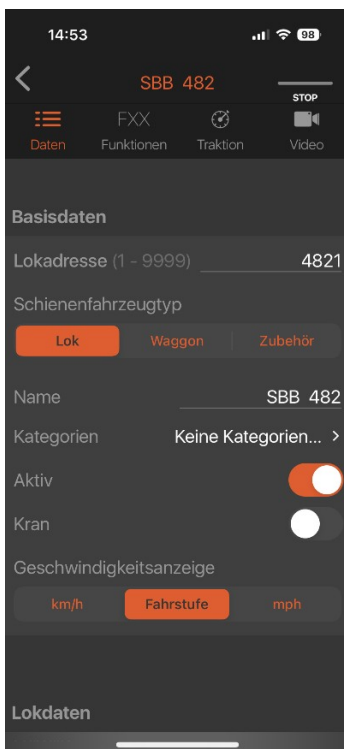 14:53
98
SBB 482
STOP
Daten
FXX
Funktionen
Traktion
Video
Basisdaten
Lokadresse (1 - 9999) 4821
Schienenfahrzeugtyp
Lok Waggon Zubehör
Name SBB 482
Kategorien Keine Kategorien... >
Aktiv
Kran
Geschwindigkeitsanzeige
km/h Fahrstufe mph
Lokdaten